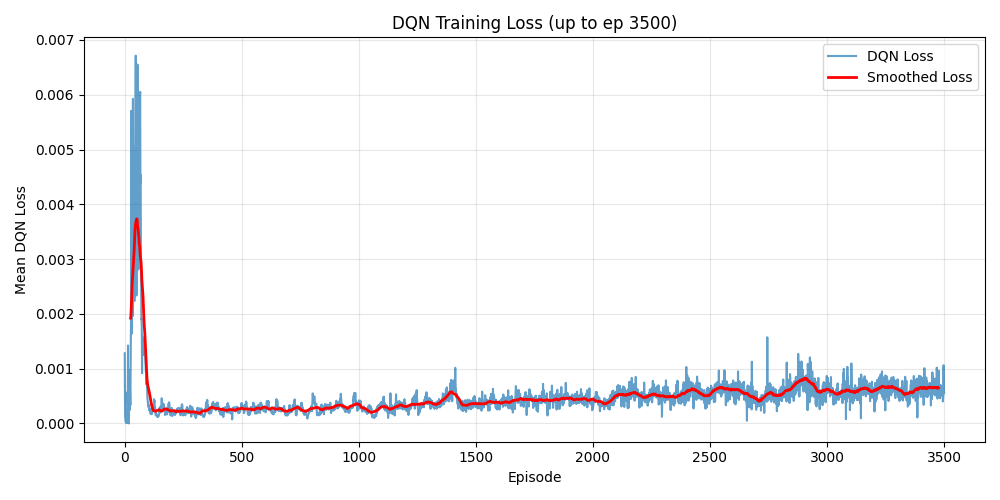 DQN Training Loss (up to ep 3500)
DQN Loss
Smoothed Loss
Mean DQN Loss
0.007
0.006
0.005
0.004
0.003
0.002
0.001
0.000
0 500 1000 1500 2000 2500 3000 3500
Episode